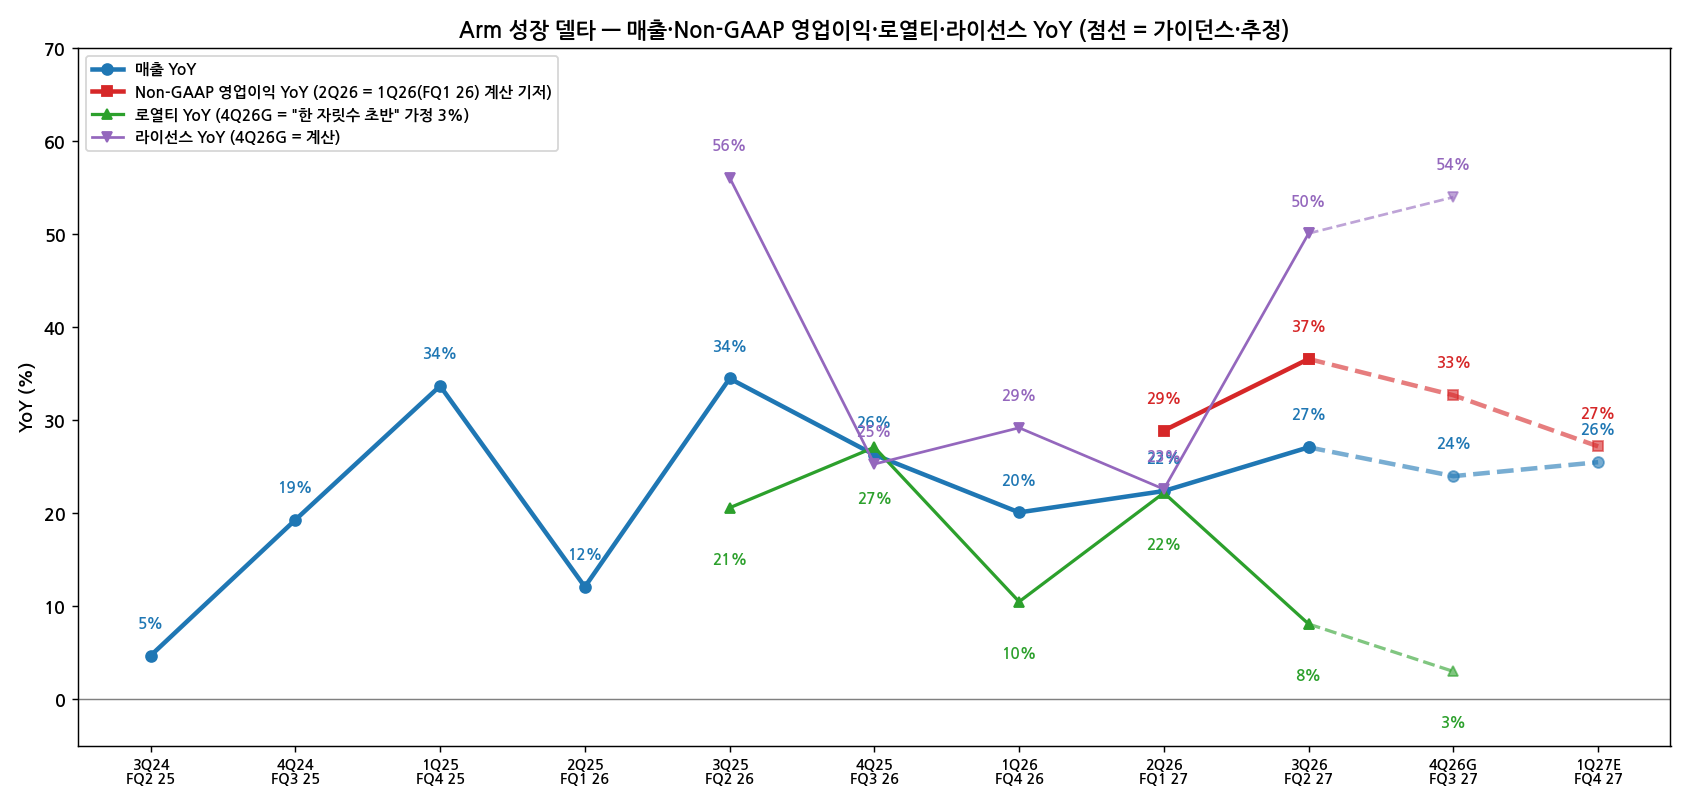 Arm 성장 델타 — 매출·Non-GAAP 영업이익·로열티·라이선스 YoY (점선 = 가이던스·추정)
매출 YoY
Non-GAAP 영업이익 YoY (2Q26 = 1Q26(FQ1 26) 계산 기저)
로열티 YoY (4Q26G = "한 자릿수 초반" 가정 3%)
라이선스 YoY (4Q26G = 계산)
YoY (%)
70
60
50
40
30
20
10
0
5%
19%
34%
12%
34%
26%
20%
22%
27%
24%
26%
29%
37%
33%
27%
21%
27%
10%
22%
8%
3%
56%
25%
29%
23%
50%
54%
3Q24
FQ2 25
4Q24
FQ3 25
1Q25
FQ4 25
2Q25
FQ1 26
3Q25
FQ2 26
4Q25
FQ3 26
1Q26
FQ4 26
2Q26
FQ1 27
3Q26
FQ2 27
4Q26G
FQ3 27
1Q27E
FQ4 27